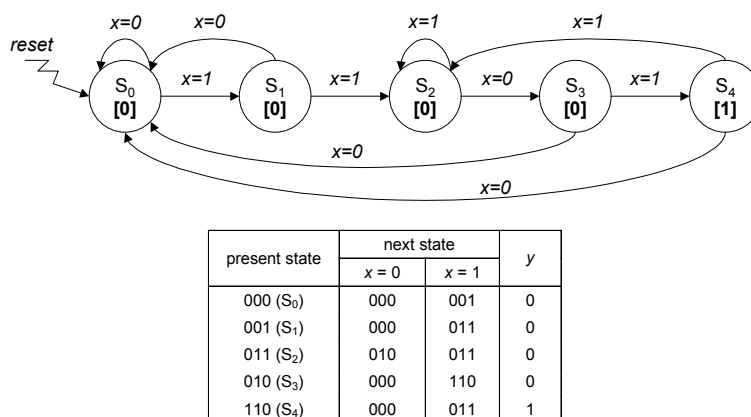 x=0 x=0 x=1 x=1
reset
S0 x=1 S1 x=1 S2 x=0 S3 x=1 S4
[0] [0] [0] [0] [1]
x=0
x=0
present state next state y
x = 0 x = 1
000 (S0) 000 001 0
001 (S1) 000 011 0
011 (S2) 010 011 0
010 (S3) 000 110 0
110 (S4) 000 011 1